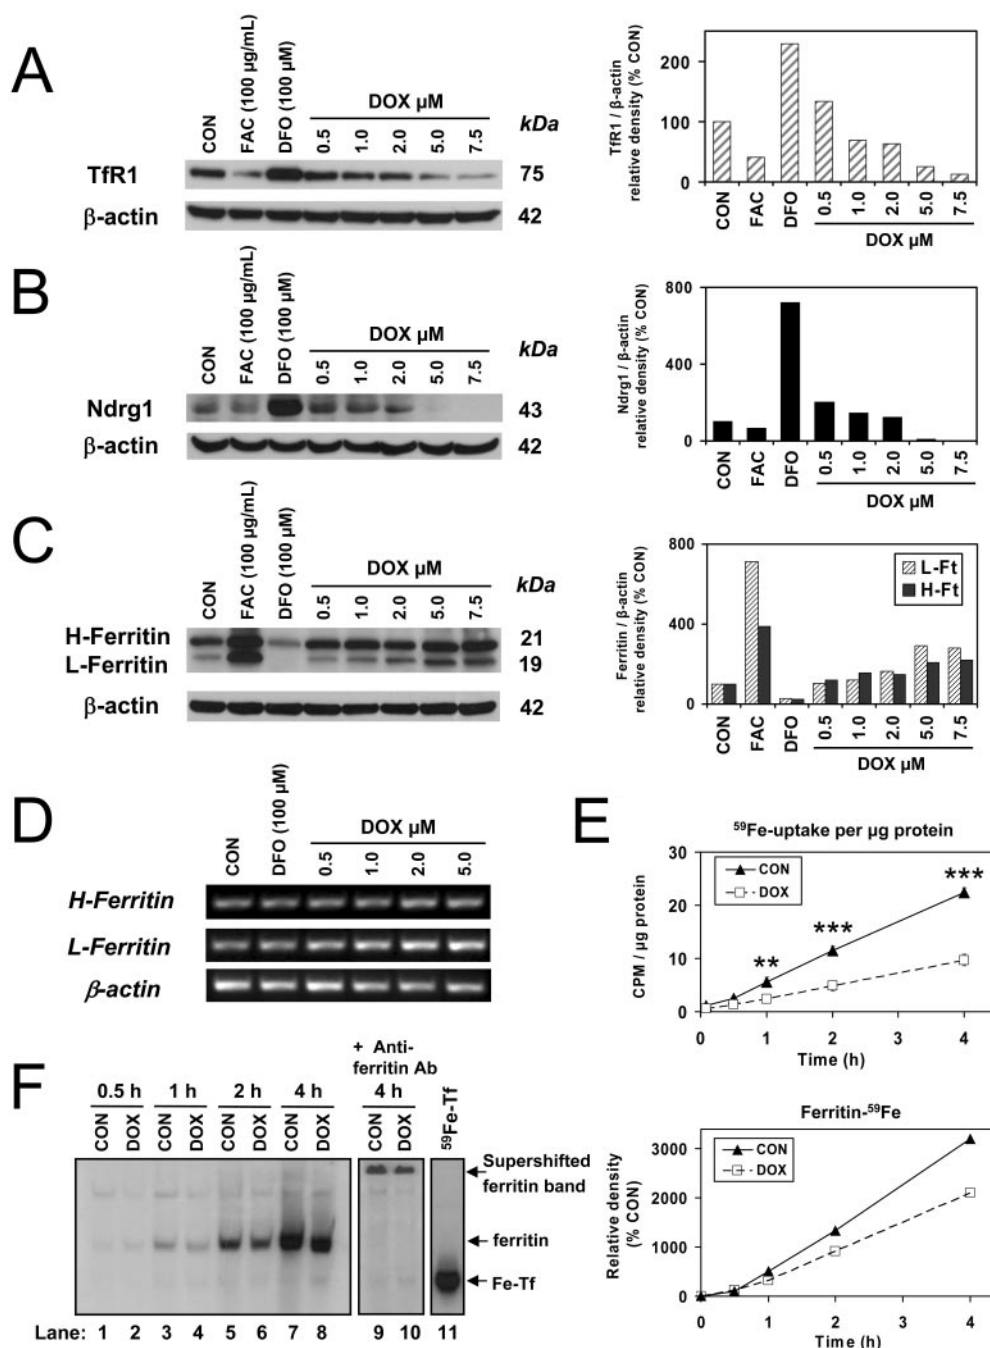 A
CON
FAC (100 µg/mL)
DFO (100 µM)
DOX µM
0.5
1.0
2.0
5.0
7.5
kDa
TfR1
75
β-actin
42
TfR1 / β-actin
relative density (% CON)
200
100
0
CON
FAC
DFO
0.5
1.0
2.0
5.0
7.5
DOX µM
B
CON
FAC (100 µg/mL)
DFO (100 µM)
DOX µM
0.5
1.0
2.0
5.0
7.5
kDa
Ndrg1
43
β-actin
42
Ndrg1 / β-actin
relative density (% CON)
800
400
0
CON
FAC
DFO
0.5
1.0
2.0
5.0
7.5
DOX µM
C
CON
FAC (100 µg/mL)
DFO (100 µM)
DOX µM
0.5
1.0
2.0
5.0
7.5
kDa
H-Ferritin
21
L-Ferritin
19
β-actin
42
Ferritin / β-actin
relative density (% CON)
800
400
0
L-Ft
H-Ft
CON
FAC
DFO
0.5
1.0
2.0
5.0
7.5
DOX µM
D
CON
DFO (100 µM)
DOX µM
0.5
1.0
2.0
5.0
H-Ferritin
L-Ferritin
β-actin
E
59Fe-uptake per µg protein
CPM / µg protein
30
20
10
0
CON
DOX
**
***
***
0 1 2 3 4
Time (h)
F
0.5 h 1 h 2 h 4 h
CON DOX CON DOX CON DOX CON DOX
+ Anti-
ferritin Ab
4 h
CON DOX
59Fe-Tf
Supershifted
ferritin band
ferritin
Fe-Tf
Lane: 1 2 3 4 5 6 7 8 9 10 11
Ferritin-59Fe
Relative density
(% CON)
3000
2000
1000
0
CON
DOX
0 1 2 3 4
Time (h)